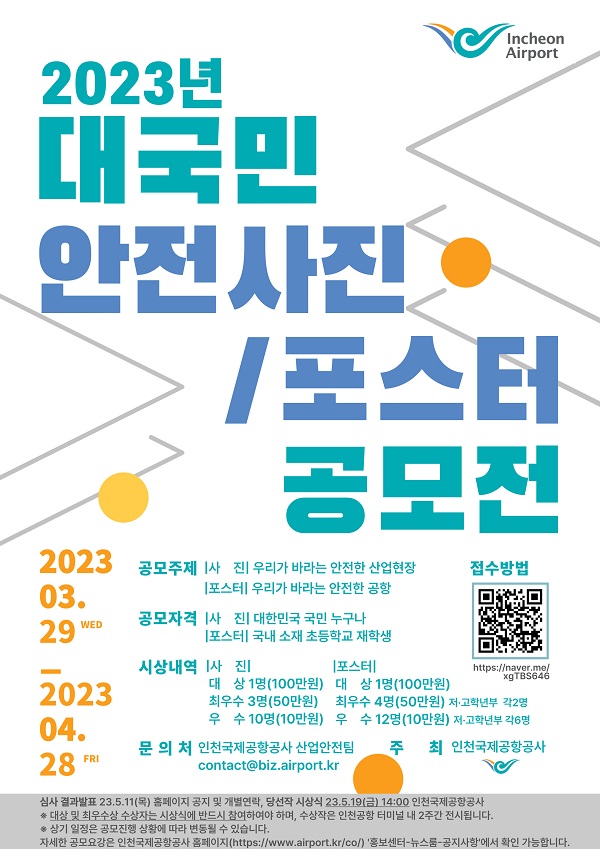 Incheon
Airport
2023년
대국민
안전사진
/포스터
공모전
2023
03.
29 WED
–
2023
04.
28 FRI
공모주제 |사 진| 우리가 바라는 안전한 산업현장
|포스터| 우리가 바라는 안전한 공항
공모자격 |사 진| 대한민국 국민 누구나
|포스터| 국내 소재 초등학교 재학생
시상내역 |사 진| |포스터|
대 상 1명(100만원) 대 상 1명(100만원)
최우수 3명(50만원) 최우수 4명(50만원) 저·고학년부 각2명
우 수 10명(10만원) 우 수 12명(10만원) 저·고학년부 각6명
문 의 처 인천국제공항공사 산업안전팀 주 최 인천국제공항공사
contact@biz.airport.kr
접수방법
https://naver.me/
xgTBS646
심사 결과발표 23.5.11(목) 홈페이지 공지 및 개별연락, 당선작 시상식 23.5.19(금) 14:00 인천국제공항공사
※ 대상 및 최우수상 수상자는 시상식에 반드시 참여하여야 하며, 수상작은 인천공항 터미널 내 2주간 전시됩니다.
※ 상기 일정은 공모진행 상황에 따라 변동될 수 있습니다.
자세한 공모요강은 인천국제공항공사 홈페이지(https://www.airport.kr/co/) '홍보센터-뉴스룸-공지사항'에서 확인 가능합니다.